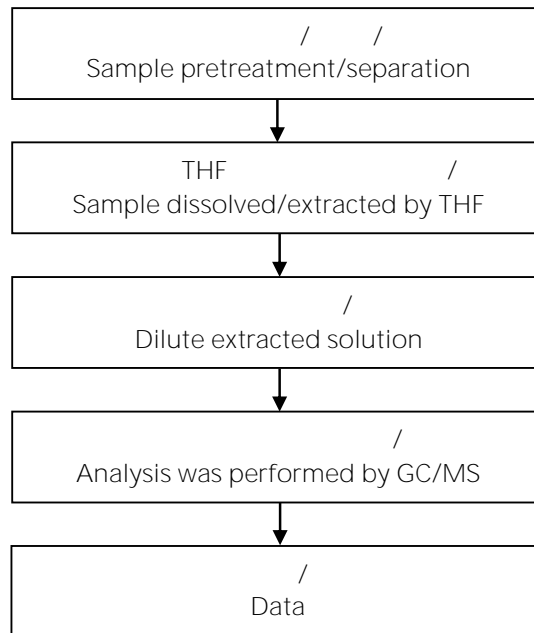 / /
Sample pretreatment/separation
THF /
Sample dissolved/extracted by THF
/
Dilute extracted solution
/
Analysis was performed by GC/MS
/
Data